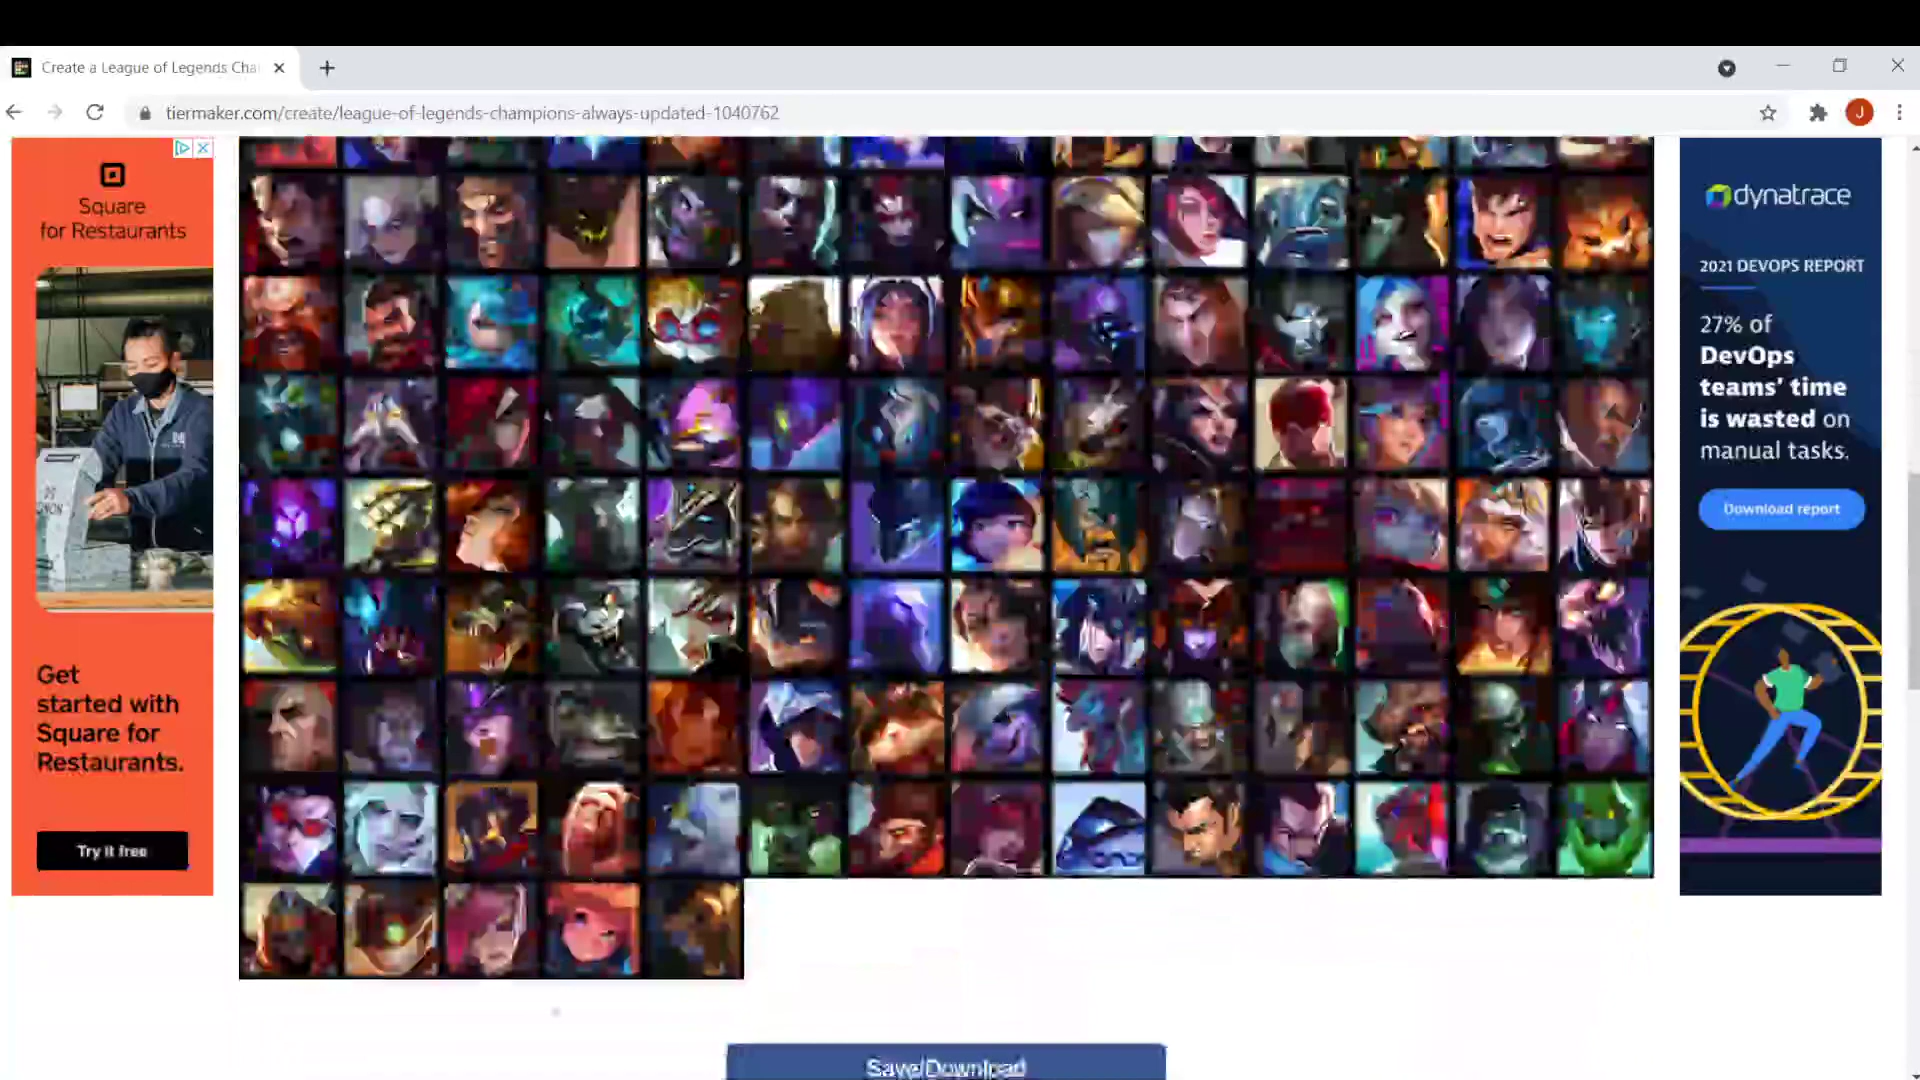 Create a League of Legends Cha
tiermaker.com/create/league-of-legends-champions-always-updated-1040762
J
Square
for Restaurants
Get
started with
Square for
Restaurants.
Try it free
dynatrace
2021 DEVOPS REPORT
27% of
DevOps
teams' time
is wasted on
manual tasks.
Download report
Save/Download